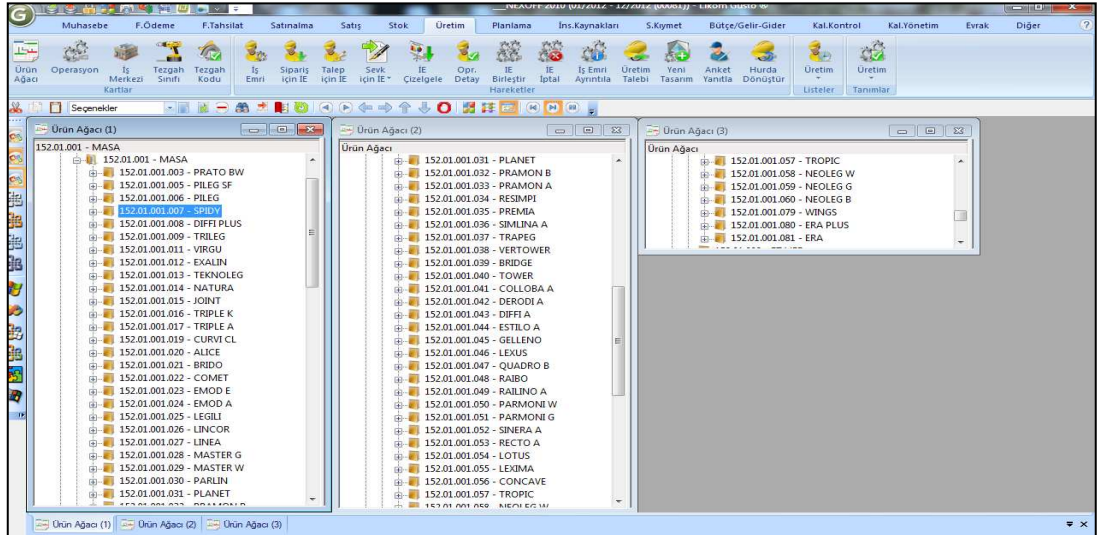 NEXOFF 2010 (01/2012 - 12/2012 (00081)) - Likom Gusto ®
Muhasebe F.Ödeme F.Tahsilat Satınalma Satış Stok Üretim Planlama İns.Kaynakları S.Kıymet Bütçe/Gelir-Gider Kal.Kontrol Kal.Yönetim Evrak Diğer
Ürün Ağacı Operasyon İş Merkezi Tezgah Sınıfı Tezgah Kodu İş Emri Sipariş için İE Talep için İE Sevk için İE İE Çizelgele Opr. Detay İE Birleştir İE İptal İş Emri Ayrıntıla Üretim Talebi Yeni Tasarım Anket Yanıtla Hurda Dönüştür Üretim Üretim
Kartlar Hareketler Listeler Tanımlar
Seçenekler
Ürün Ağacı (1)
152.01.001 - MASA
152.01.001 - MASA
152.01.001.003 - PRATO BW
152.01.001.005 - PILEG SF
152.01.001.006 - PILEG
152.01.001.007 - SPIDY
152.01.001.008 - DIFFI PLUS
152.01.001.009 - TRILEG
152.01.001.011 - VIRGU
152.01.001.012 - EXALIN
152.01.001.013 - TEKNOLEG
152.01.001.014 - NATURA
152.01.001.015 - JOINT
152.01.001.016 - TRIPLE K
152.01.001.017 - TRIPLE A
152.01.001.019 - CURVI CL
152.01.001.020 - ALICE
152.01.001.021 - BRIDO
152.01.001.022 - COMET
152.01.001.023 - EMOD E
152.01.001.024 - EMOD A
152.01.001.025 - LEGILI
152.01.001.026 - LINCOR
152.01.001.027 - LINEA
152.01.001.028 - MASTER G
152.01.001.029 - MASTER W
152.01.001.030 - PARLIN
152.01.001.031 - PLANET
Ürün Ağacı (2)
Ürün Ağacı
152.01.001.031 - PLANET
152.01.001.032 - PRAMON B
152.01.001.033 - PRAMON A
152.01.001.034 - RESIMPI
152.01.001.035 - PREMIA
152.01.001.036 - SIMLINA A
152.01.001.037 - TRAPEG
152.01.001.038 - VERTOWER
152.01.001.039 - BRIDGE
152.01.001.040 - TOWER
152.01.001.041 - COLLOBA A
152.01.001.042 - DERODI A
152.01.001.043 - DIFFI A
152.01.001.044 - ESTILO A
152.01.001.045 - GELLENO
152.01.001.046 - LEXUS
152.01.001.047 - QUADRO B
152.01.001.048 - RAIBO
152.01.001.049 - RAILINO A
152.01.001.050 - PARMONI W
152.01.001.051 - PARMONI G
152.01.001.052 - SINERA A
152.01.001.053 - RECTO A
152.01.001.054 - LOTUS
152.01.001.055 - LEXIMA
152.01.001.056 - CONCAVE
152.01.001.057 - TROPIC
152.01.001.058 - NEOLEG W
Ürün Ağacı (3)
Ürün Ağacı
152.01.001.057 - TROPIC
152.01.001.058 - NEOLEG W
152.01.001.059 - NEOLEG G
152.01.001.060 - NEOLEG B
152.01.001.079 - WINGS
152.01.001.080 - ERA PLUS
152.01.001.081 - ERA
Ürün Ağacı (1) Ürün Ağacı (2) Ürün Ağacı (3)